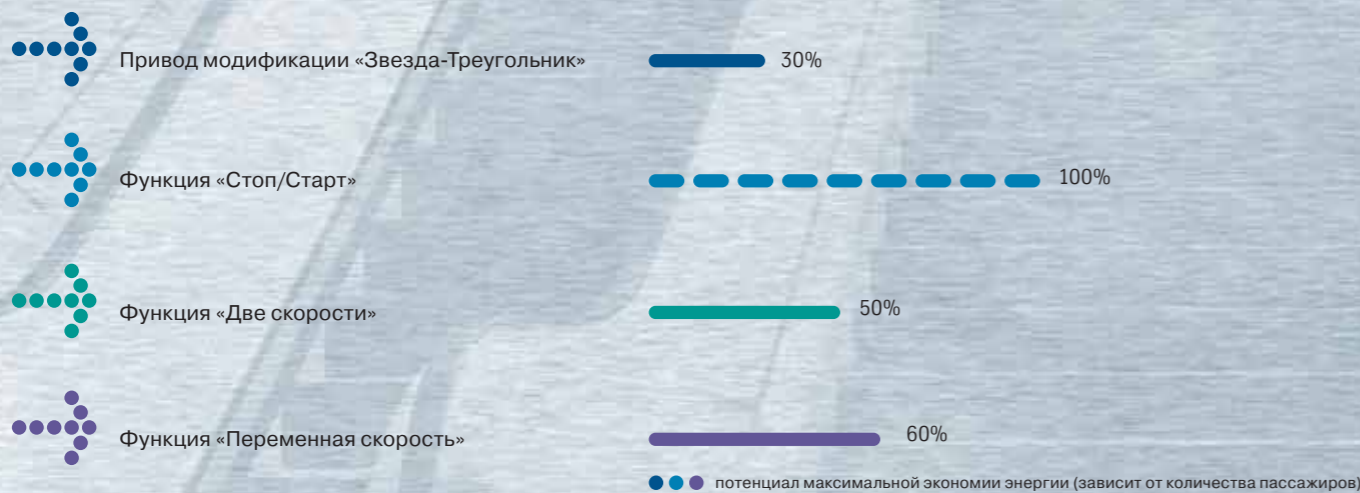 Привод модификации «Звезда-Треугольник» 30%
Функция «Стоп/Старт» 100%
Функция «Две скорости» 50%
Функция «Переменная скорость» 60%
потенциал максимальной экономии энергии (зависит от количества пассажиров)